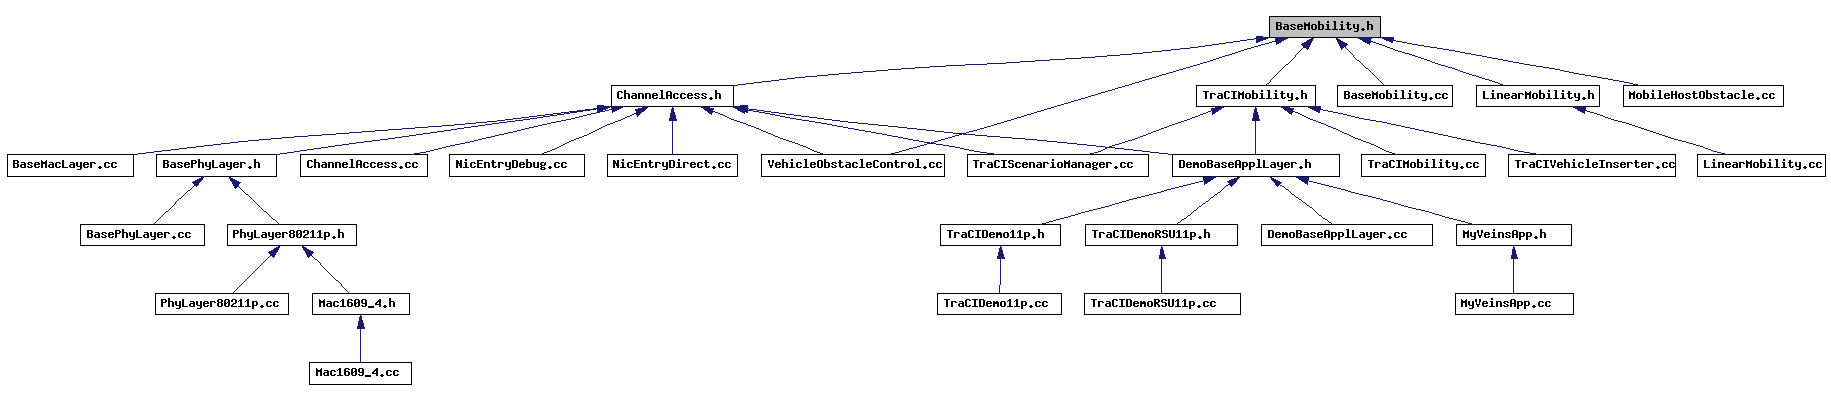 BaseMobility.h
ChannelAccess.h
TraCIMobility.h
BaseMobility.cc
LinearMobility.h
MobileHostObstacle.cc
BaseMacLayer.cc
BasePhyLayer.h
ChannelAccess.cc
NicEntryDebug.cc
NicEntryDirect.cc
VehicleObstacleControl.cc
TraCIScenarioManager.cc
DemoBaseApplLayer.h
TraCIMobility.cc
TraCIVehicleInserter.cc
LinearMobility.cc
BasePhyLayer.cc
PhyLayer80211p.h
TraCIDemo11p.h
TraCIDemoRSU11p.h
DemoBaseApplLayer.cc
MyVeinsApp.h
PhyLayer80211p.cc
Mac1609_4.h
TraCIDemo11p.cc
TraCIDemoRSU11p.cc
MyVeinsApp.cc
Mac1609_4.cc